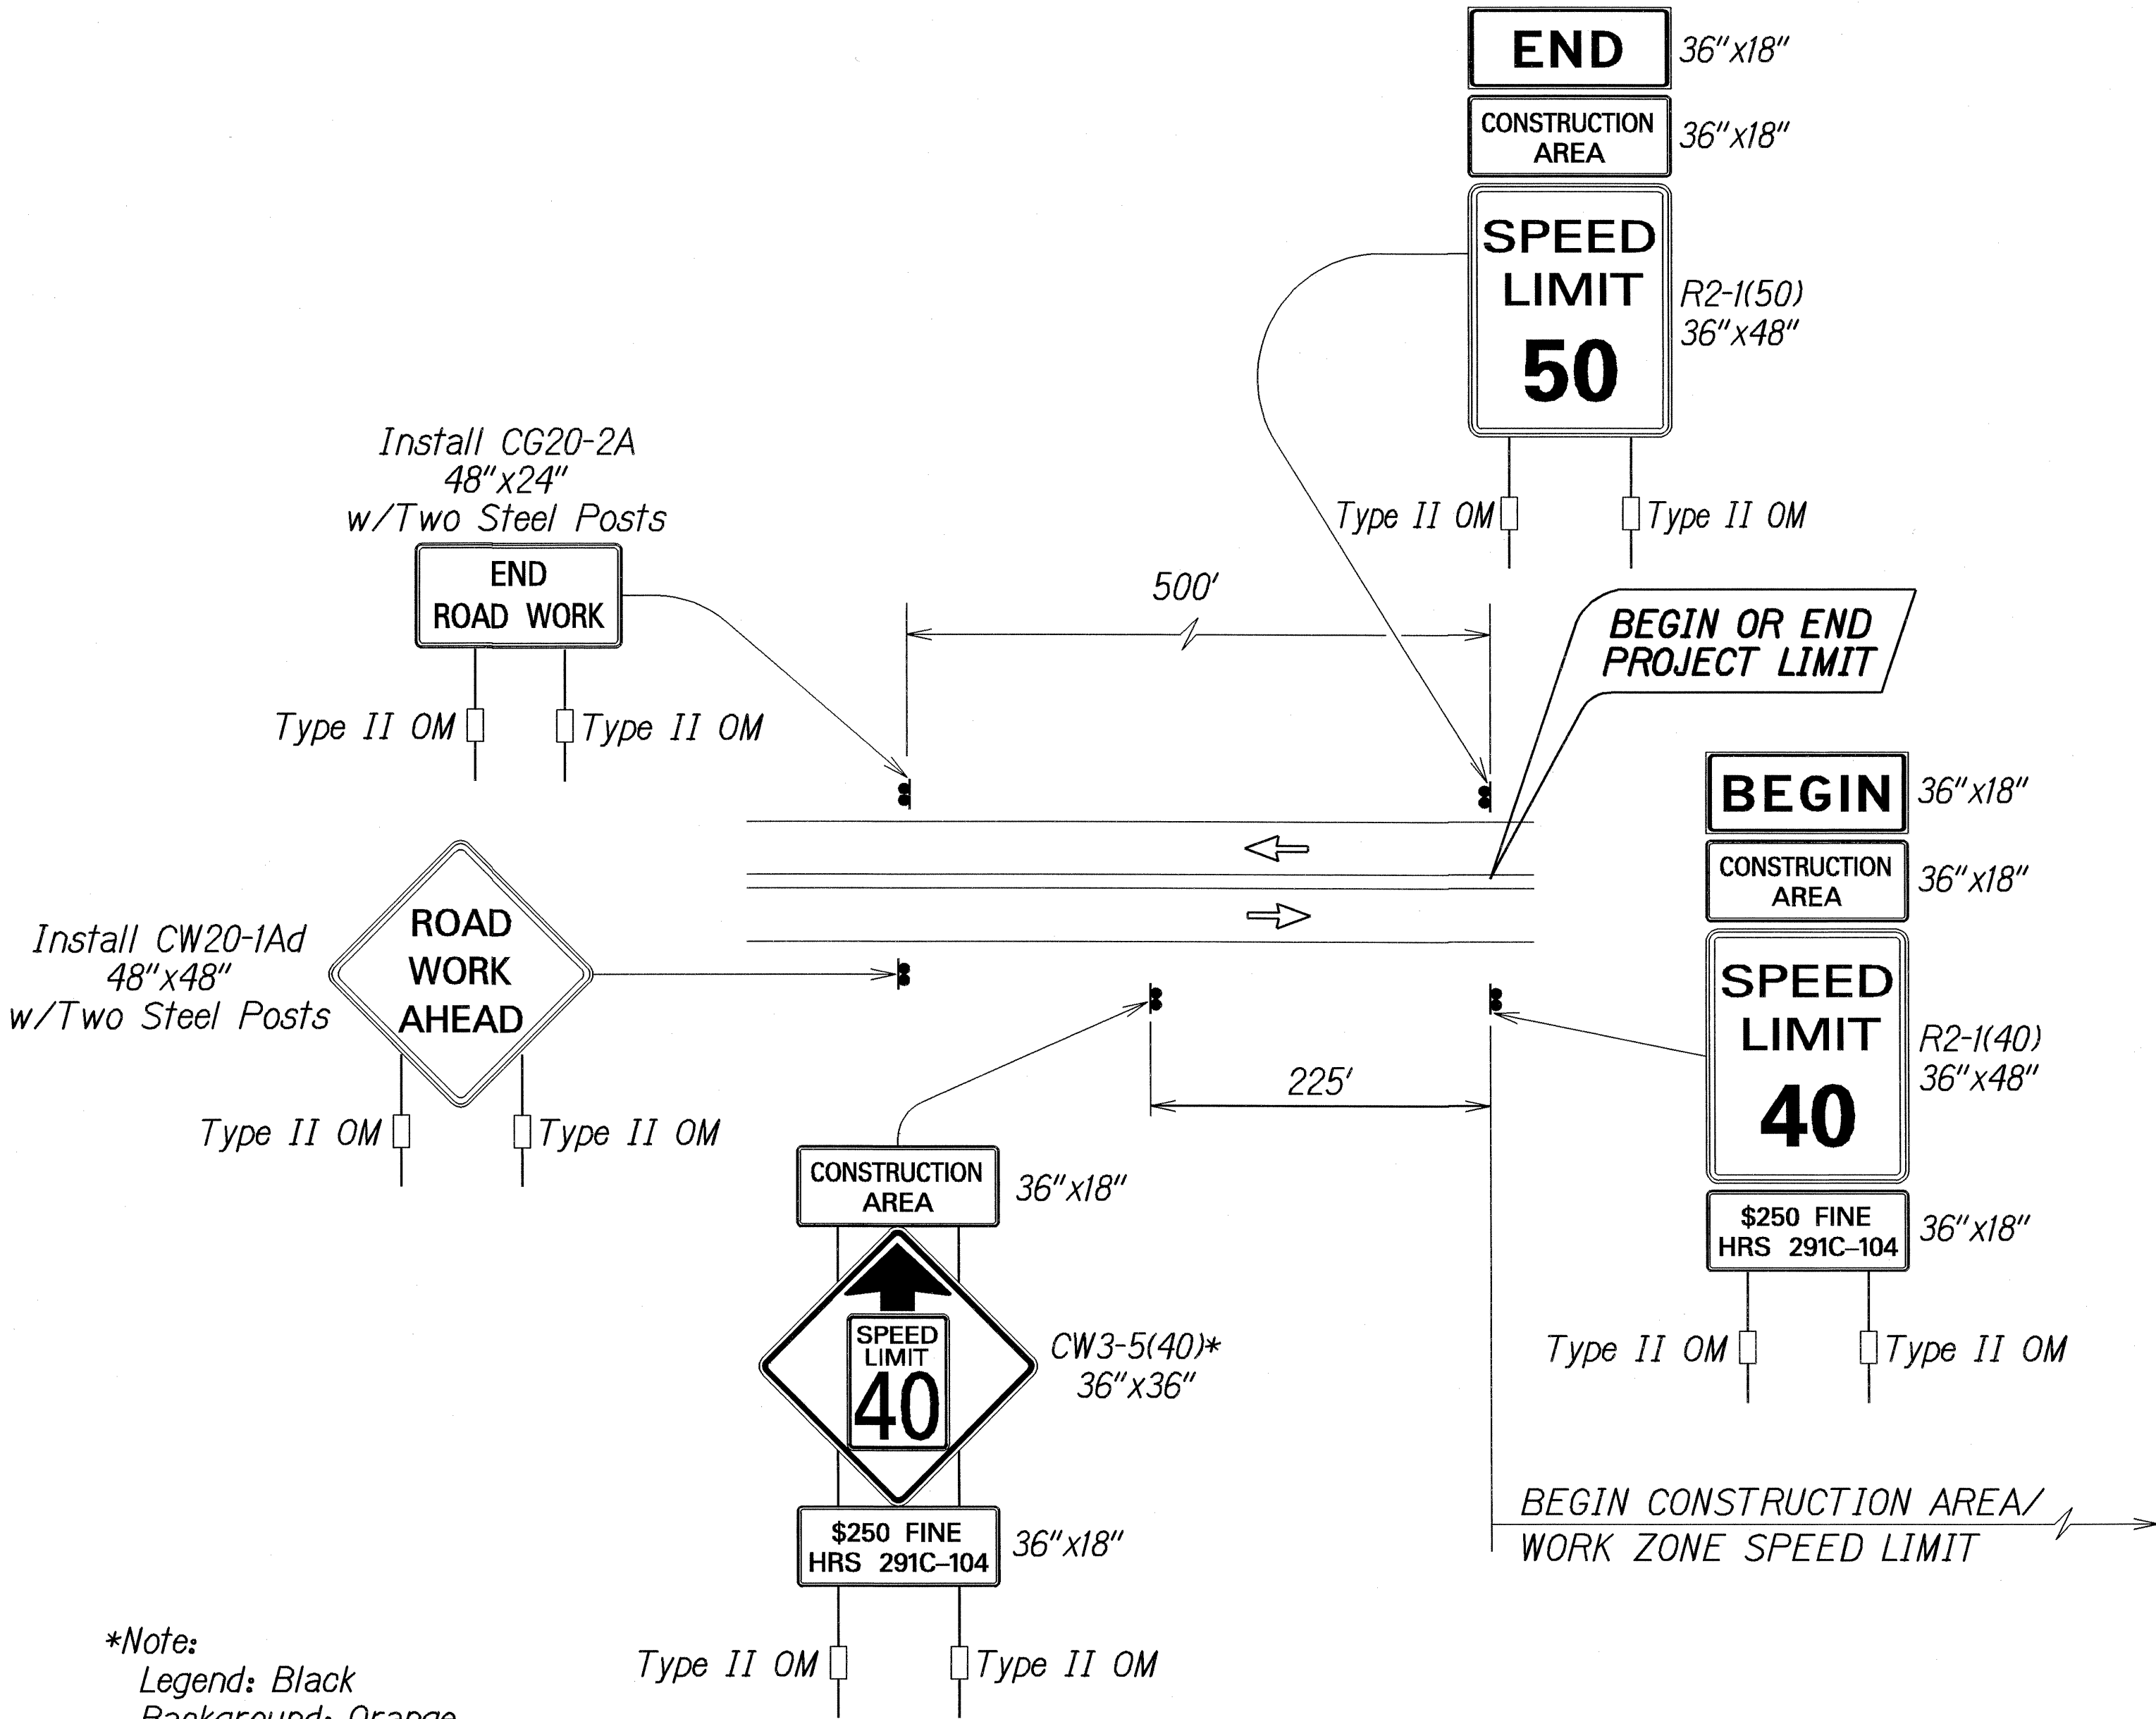 END
36"x18"
CONSTRUCTION
AREA
36"x18"
SPEED
LIMIT
50
R2-1(50)
36"x48"
Type II OM
Type II OM
Install CG20-2A
48"x24"
w/Two Steel Posts
END
ROAD WORK
Type II OM
Type II OM
500'
BEGIN OR END
PROJECT LIMIT
BEGIN
36"x18"
CONSTRUCTION
AREA
36"x18"
SPEED
LIMIT
40
R2-1(40)
36"x48"
$250 FINE
HRS 291C-104
36"x18"
Type II OM
Type II OM
Install CW20-1Ad
48"x48"
w/Two Steel Posts
ROAD
WORK
AHEAD
Type II OM
Type II OM
225'
CONSTRUCTION
AREA
36"x18"
SPEED
LIMIT
40
CW3-5(40)*
36"x36"
$250 FINE
HRS 291C-104
36"x18"
Type II OM
Type II OM
BEGIN CONSTRUCTION AREA/
WORK ZONE SPEED LIMIT
*Note:
Legend: Black
Background: Orange